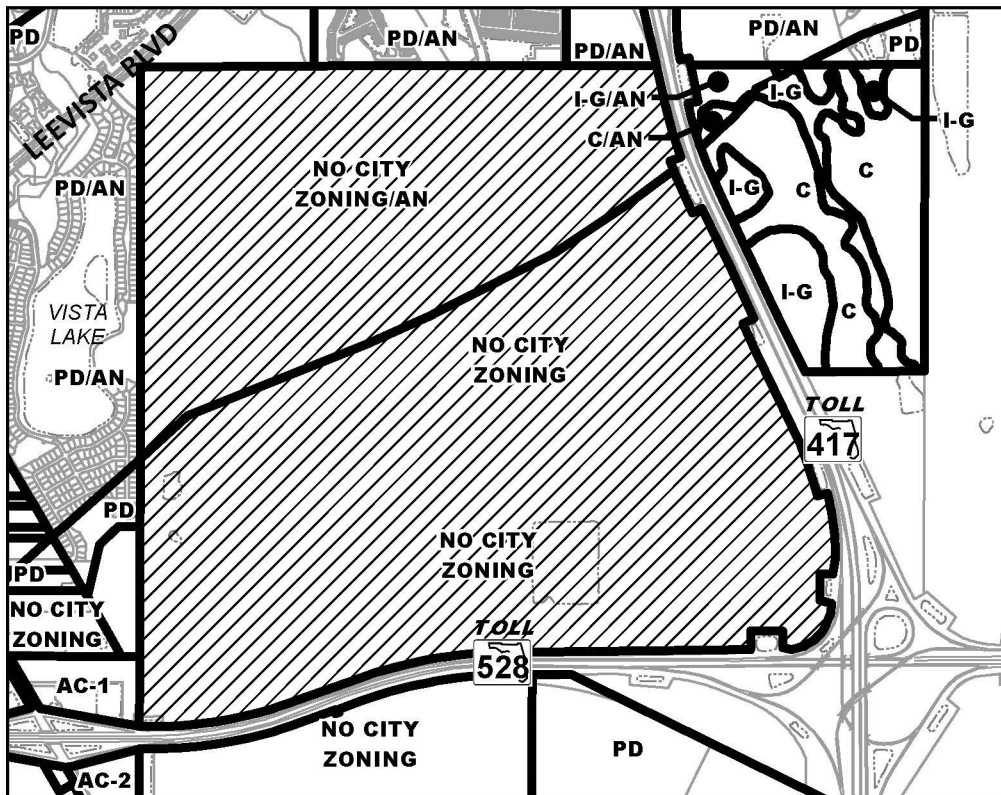 PD
PD/AN
PD/AN
PD/AN
PD
LEEVISTA BLVD
I-G/AN
I-G
I-G
C/AN
NO CITY
ZONING/AN
PD/AN
C
I-G
C
VISTA
LAKE
I-G
C
NO CITY
ZONING
PD/AN
TOLL
417
PD
NO CITY
ZONING
IPD
NO CITY
ZONING
TOLL
528
AC-1
NO CITY
ZONING
PD
AC-2